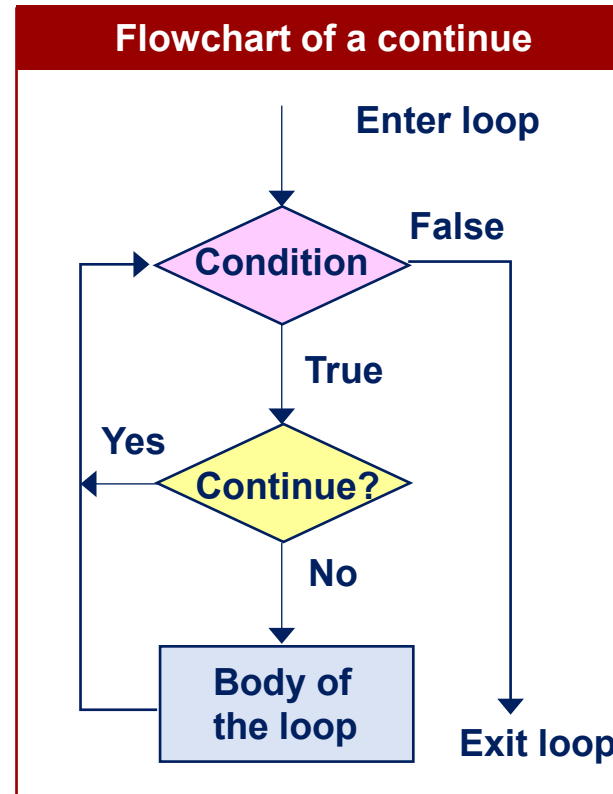 Flowchart of a continue
Enter loop
Condition
False
True
Yes
Continue?
No
Body of
the loop
Exit loop